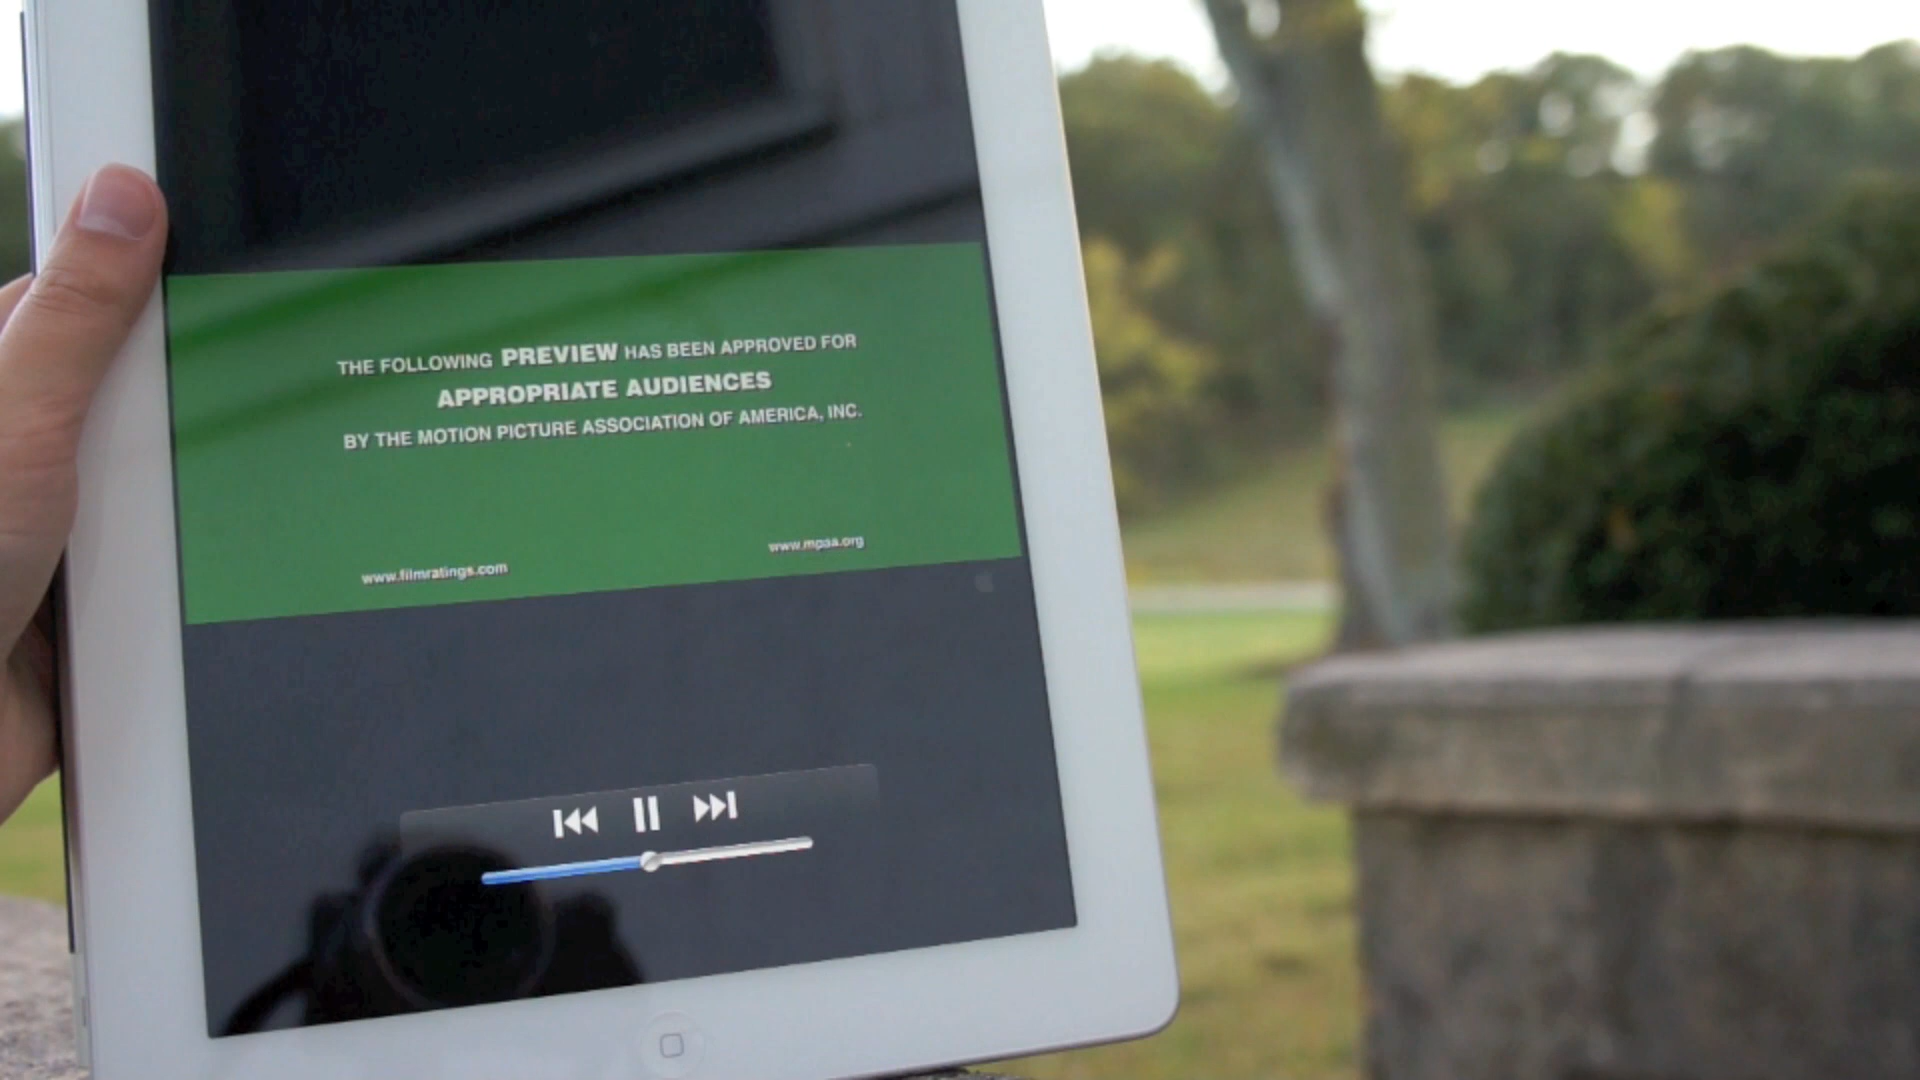 THE FOLLOWING PREVIEW HAS BEEN APPROVED FOR
APPROPRIATE AUDIENCES
BY THE MOTION PICTURE ASSOCIATION OF AMERICA, INC.
www.filmratings.com
www.mpaa.org